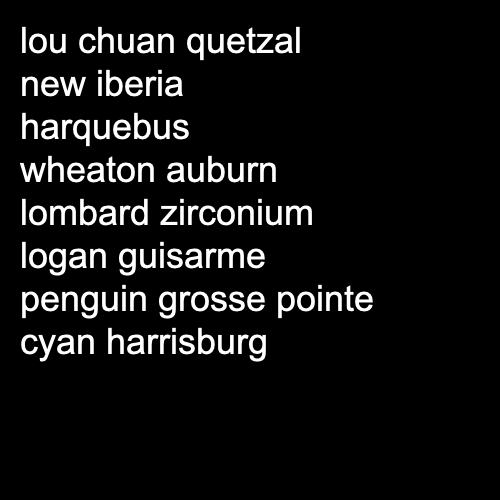 lou chuan quetzal
new iberia
harquebus
wheaton auburn
lombard zirconium
logan guisarme
penguin grosse pointe
cyan harrisburg